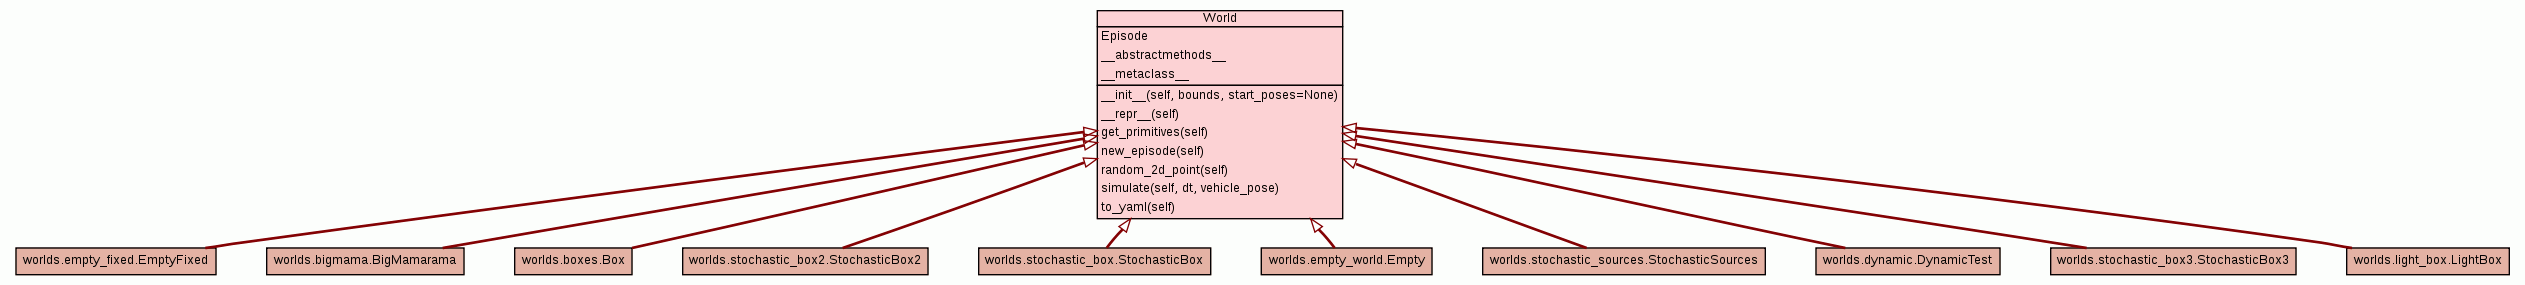 World
Episode
__abstractmethods__
__metaclass__
__init__(self, bounds, start_poses=None)
__repr__(self)
get_primitives(self)
new_episode(self)
random_2d_point(self)
simulate(self, dt, vehicle_pose)
to_yaml(self)
worlds.empty_fixed.EmptyFixed
worlds.bigmama.BigMamarama
worlds.boxes.Box
worlds.stochastic_box2.StochasticBox2
worlds.stochastic_box.StochasticBox
worlds.empty_world.Empty
worlds.stochastic_sources.StochasticSources
worlds.dynamic.DynamicTest
worlds.stochastic_box3.StochasticBox3
worlds.light_box.LightBox